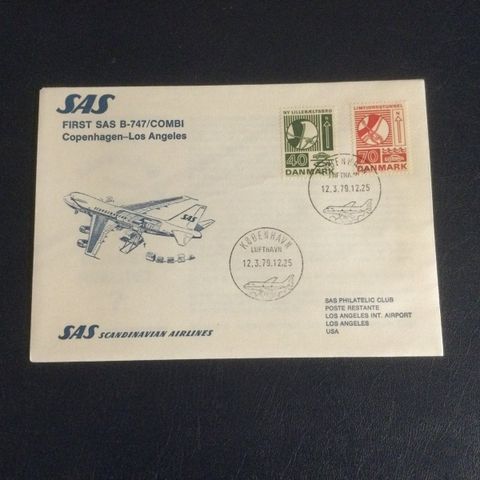 SAS
FIRST SAS B-747/COMBI
Copenhagen–Los Angeles
NY LILLEBÆLTSBRO
40
DANMARK
LIMFJORDSTUNNEL
70
DANMARK
KØBENHAVN
LUFTHAVN
12.3.79.12.25
SAS
KØBENHAVN
LUFTHAVN
12.3.79.12.25
SAS PHILATELIC CLUB
POSTE RESTANTE
LOS ANGELES INT. AIRPORT
LOS ANGELES
USA
SAS SCANDINAVIAN AIRLINES